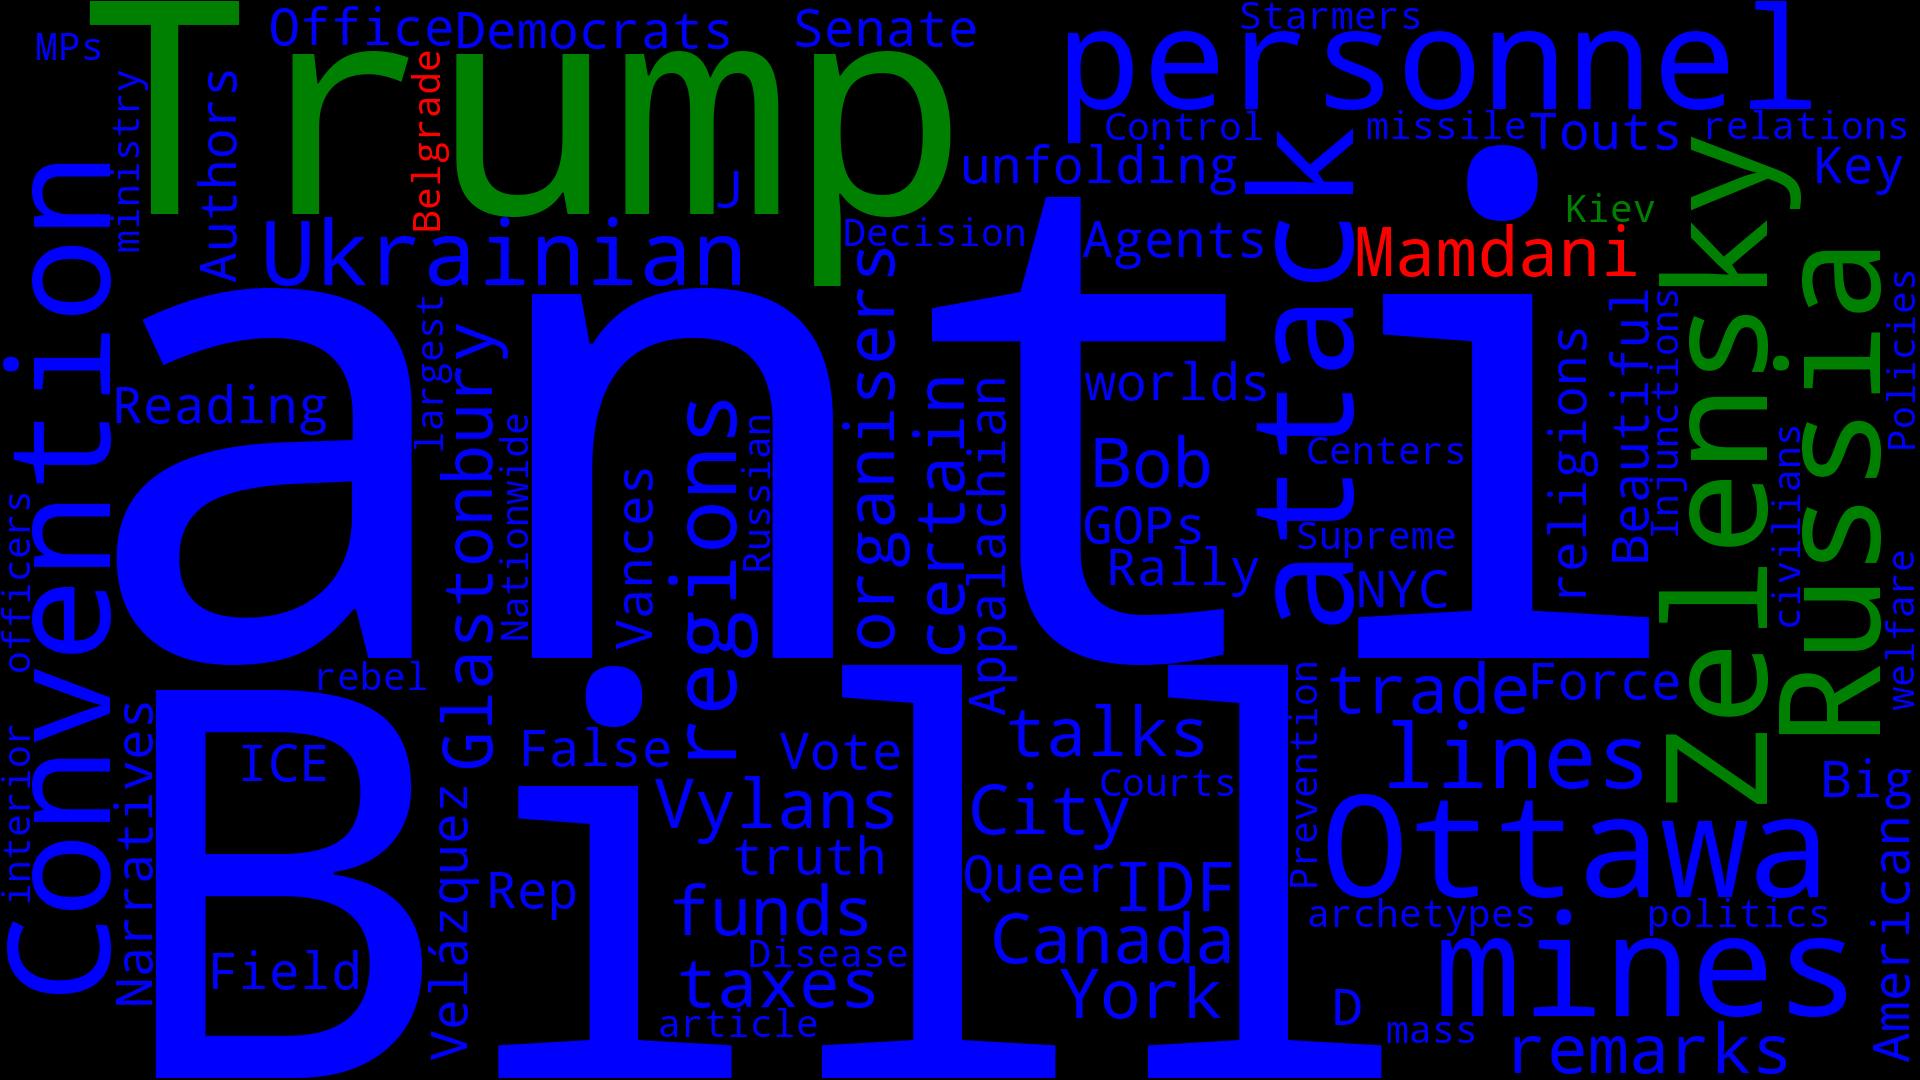 MPs
Trump
Office
Democrats
Senate
personnel
Starmers
ministry
Authors
Belgrade
J
Control
missile
Touts
relations
unfolding
Key
Kiev
Convention
Ukrainian
Decision
Agents
attack
Mamdani
zelensky
Russia
Policies
anti
Reading
largest
Glastonbury
Nationwide
Vances
regions
Russian
organisers
certain
Appalachian
worlds
Bob
GOPs
Rally
Centers
Supreme
NYC
religions
Beautiful
Injunctions
civilians
welfare
officers
rebel
Bill
ICE
Field
interior
Narratives
Velázquez
False
Vote
Vylans
truth
Rep
funds
Disease
taxes
article
talks
City
Courts
Queer
IDF
Canada
York
Prevention
trade
Force
lines
Big
Ottawa
archetypes
politics
mines
D
mass
remarks
Americans